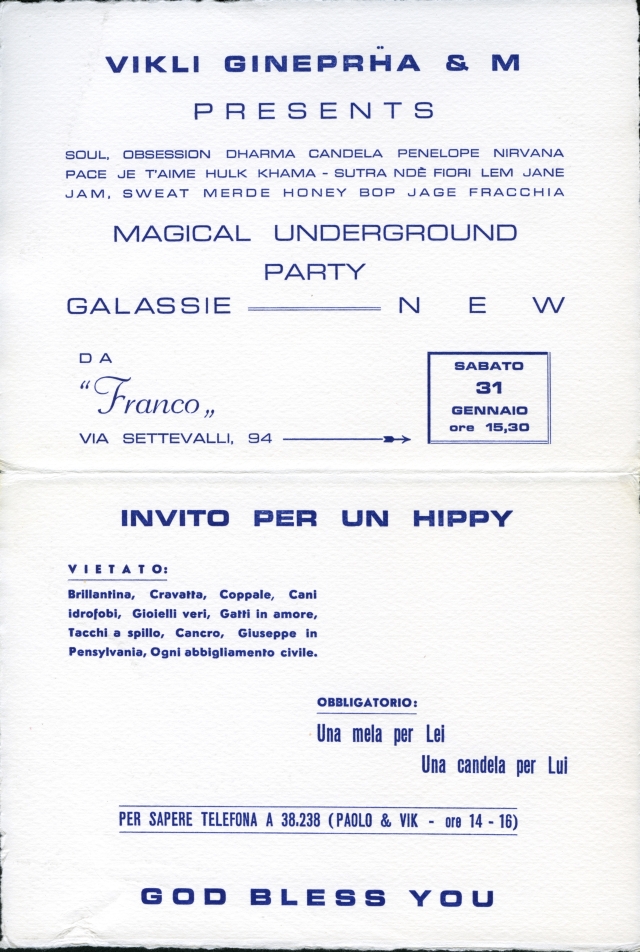 VIKLI GINEPRḦA & M
PRESENTS
SOUL, OBSESSION DHARMA CANDELA PENELOPE NIRVANA
PACE JE T'AIME HULK KHAMA - SUTRA NDÈ FIORI LEM JANE
JAM, SWEAT MERDE HONEY BOP JAGE FRACCHIA
MAGICAL UNDERGROUND
PARTY
GALASSIE NEW
DA
"Franco„
VIA SETTEVALLI, 94
SABATO
31
GENNAIO
ore 15,30
INVITO PER UN HIPPY
VIETATO:
Brillantina, Cravatta, Coppale, Cani
idrofobi, Gioielli veri, Gatti in amore,
Tacchi a spillo, Cancro, Giuseppe in
Pensylvania, Ogni abbigliamento civile.
OBBLIGATORIO:
Una mela per Lei
Una candela per Lui
PER SAPERE TELEFONA A 38.238 (PAOLO & VIK - ore 14 - 16)
GOD BLESS YOU